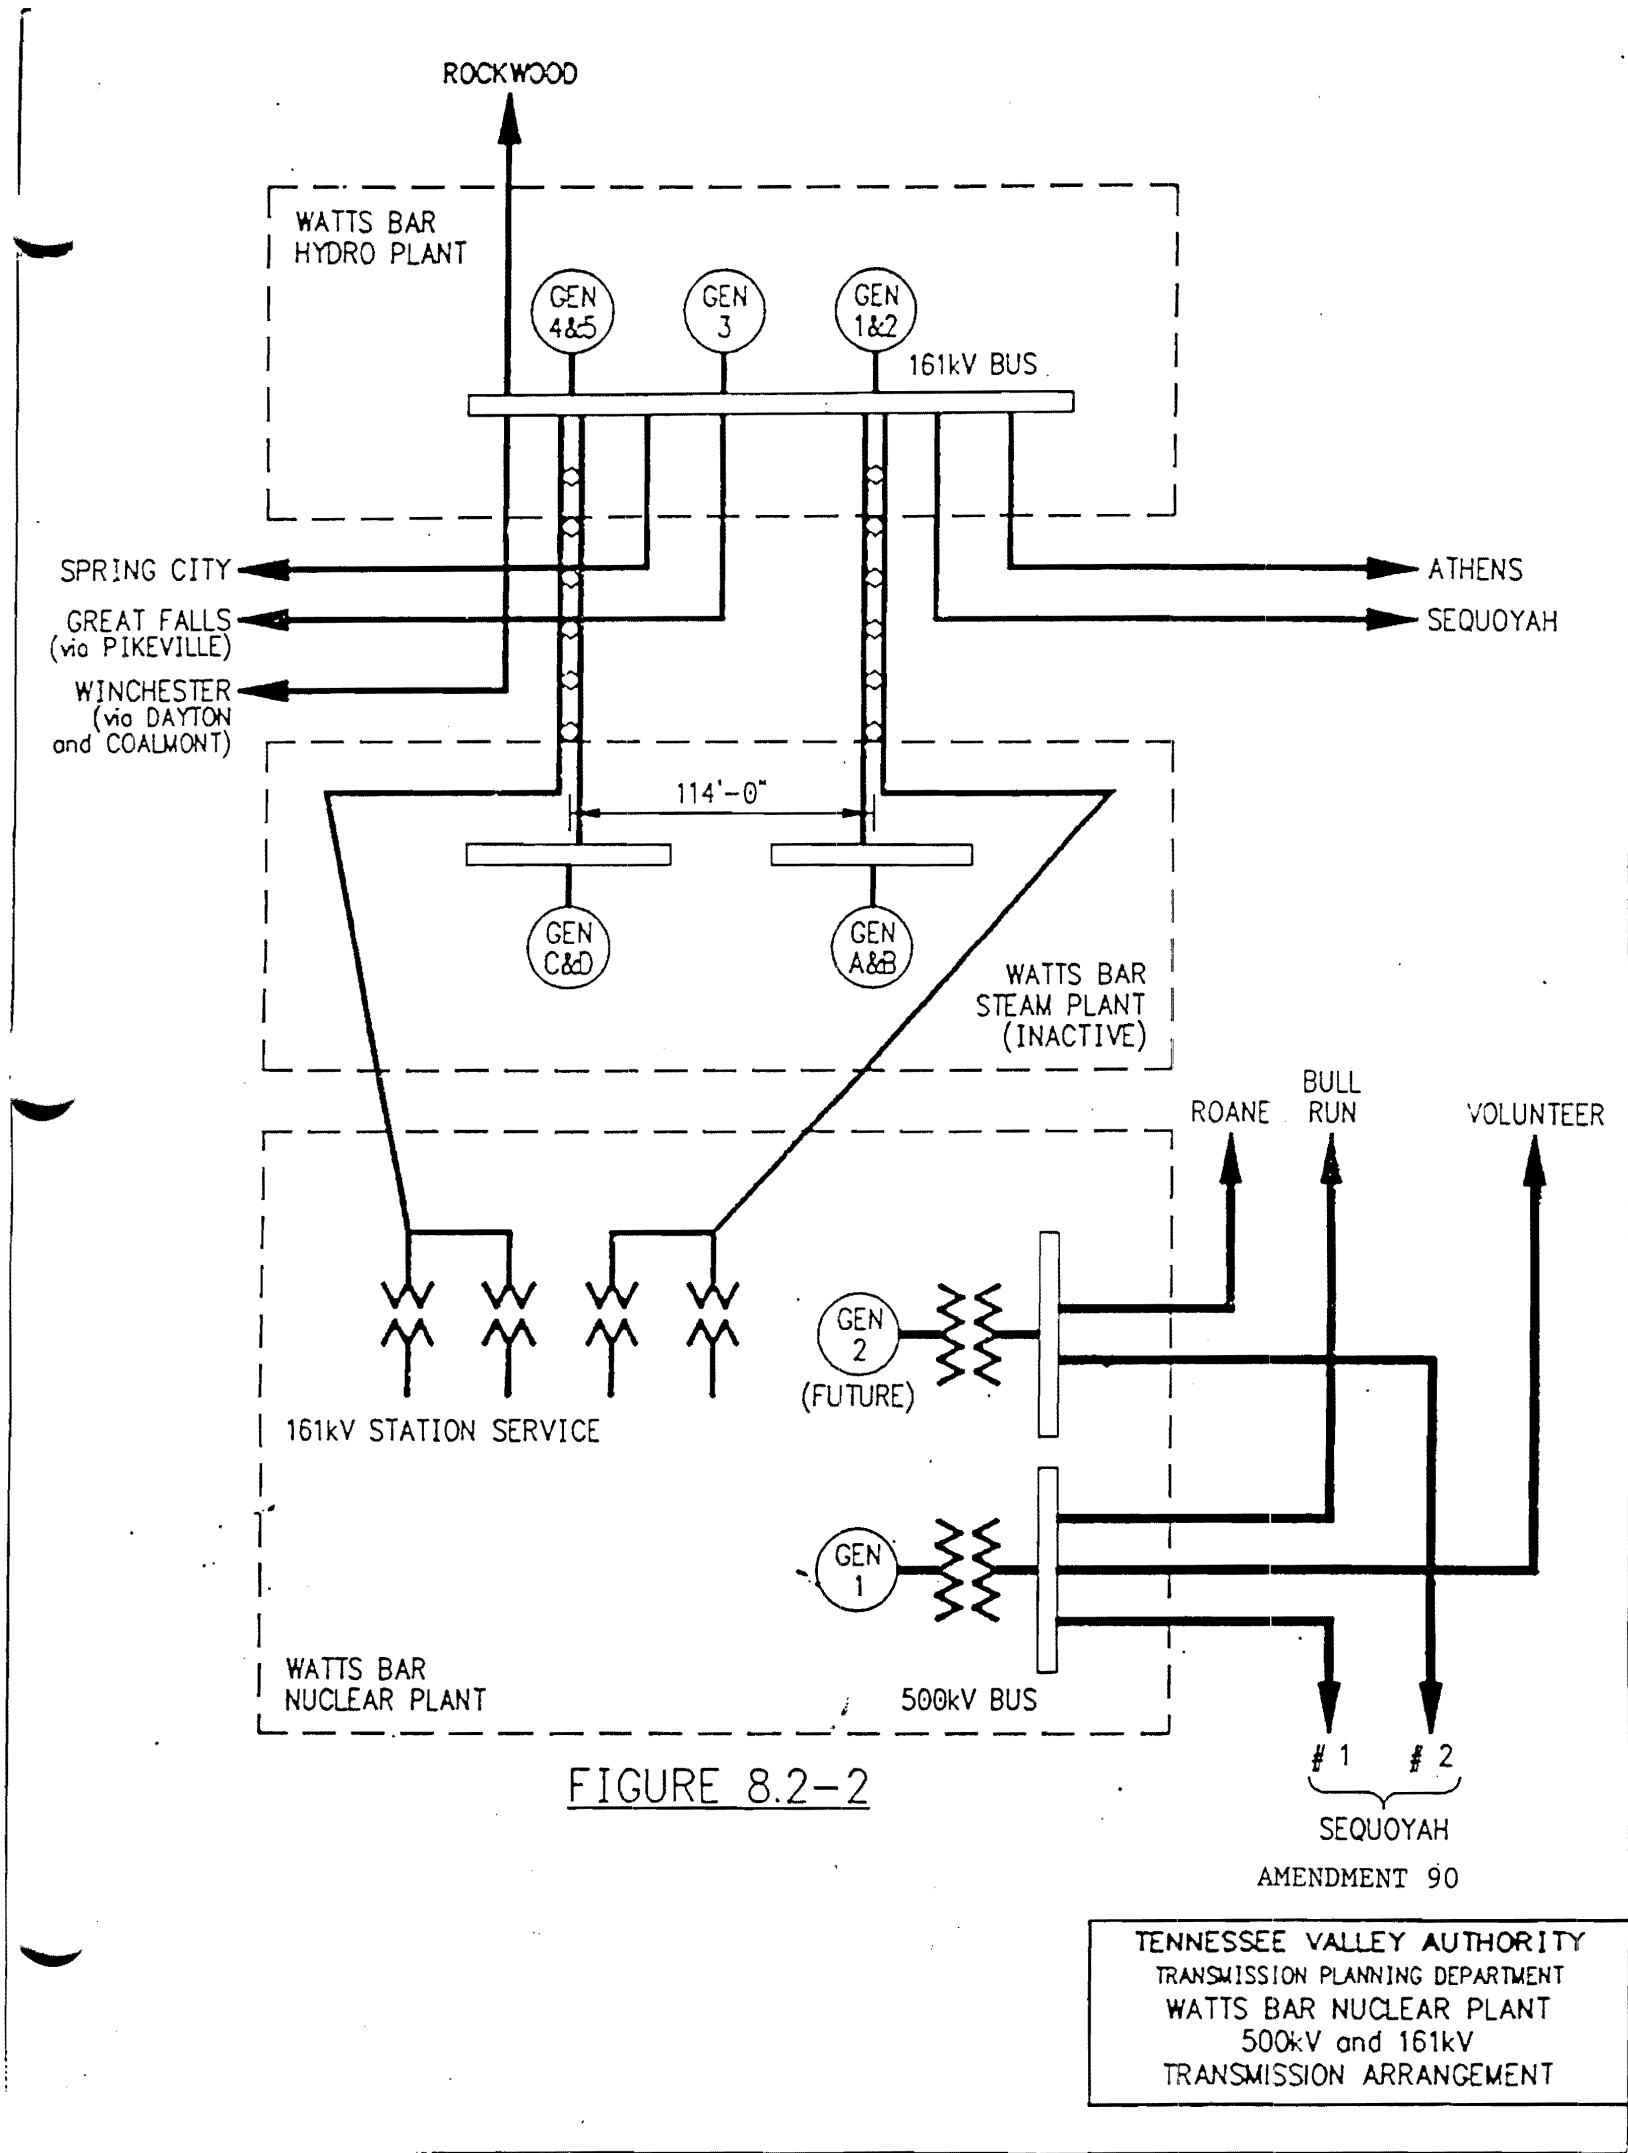 ROCKWOOD
WATTS BAR
HYDRO PLANT
GEN
4&5
GEN
3
GEN
1&2
161kV BUS
SPRING CITY
GREAT FALLS
(via PIKEVILLE)
WINCHESTER
(via DAYTON
and COALMONT)
ATHENS
SEQUOYAH
114'-0"
GEN
C&D
GEN
A&B
WATTS BAR
STEAM PLANT
(INACTIVE)
ROANE
BULL
RUN
VOLUNTEER
GEN
2
(FUTURE)
161kV STATION SERVICE
GEN
1
WATTS BAR
NUCLEAR PLANT
500kV BUS
# 1
# 2
SEQUOYAH
FIGURE 8.2-2
AMENDMENT 90
TENNESSEE VALLEY AUTHORITY
TRANSMISSION PLANNING DEPARTMENT
WATTS BAR NUCLEAR PLANT
500kV and 161kV
TRANSMISSION ARRANGEMENT